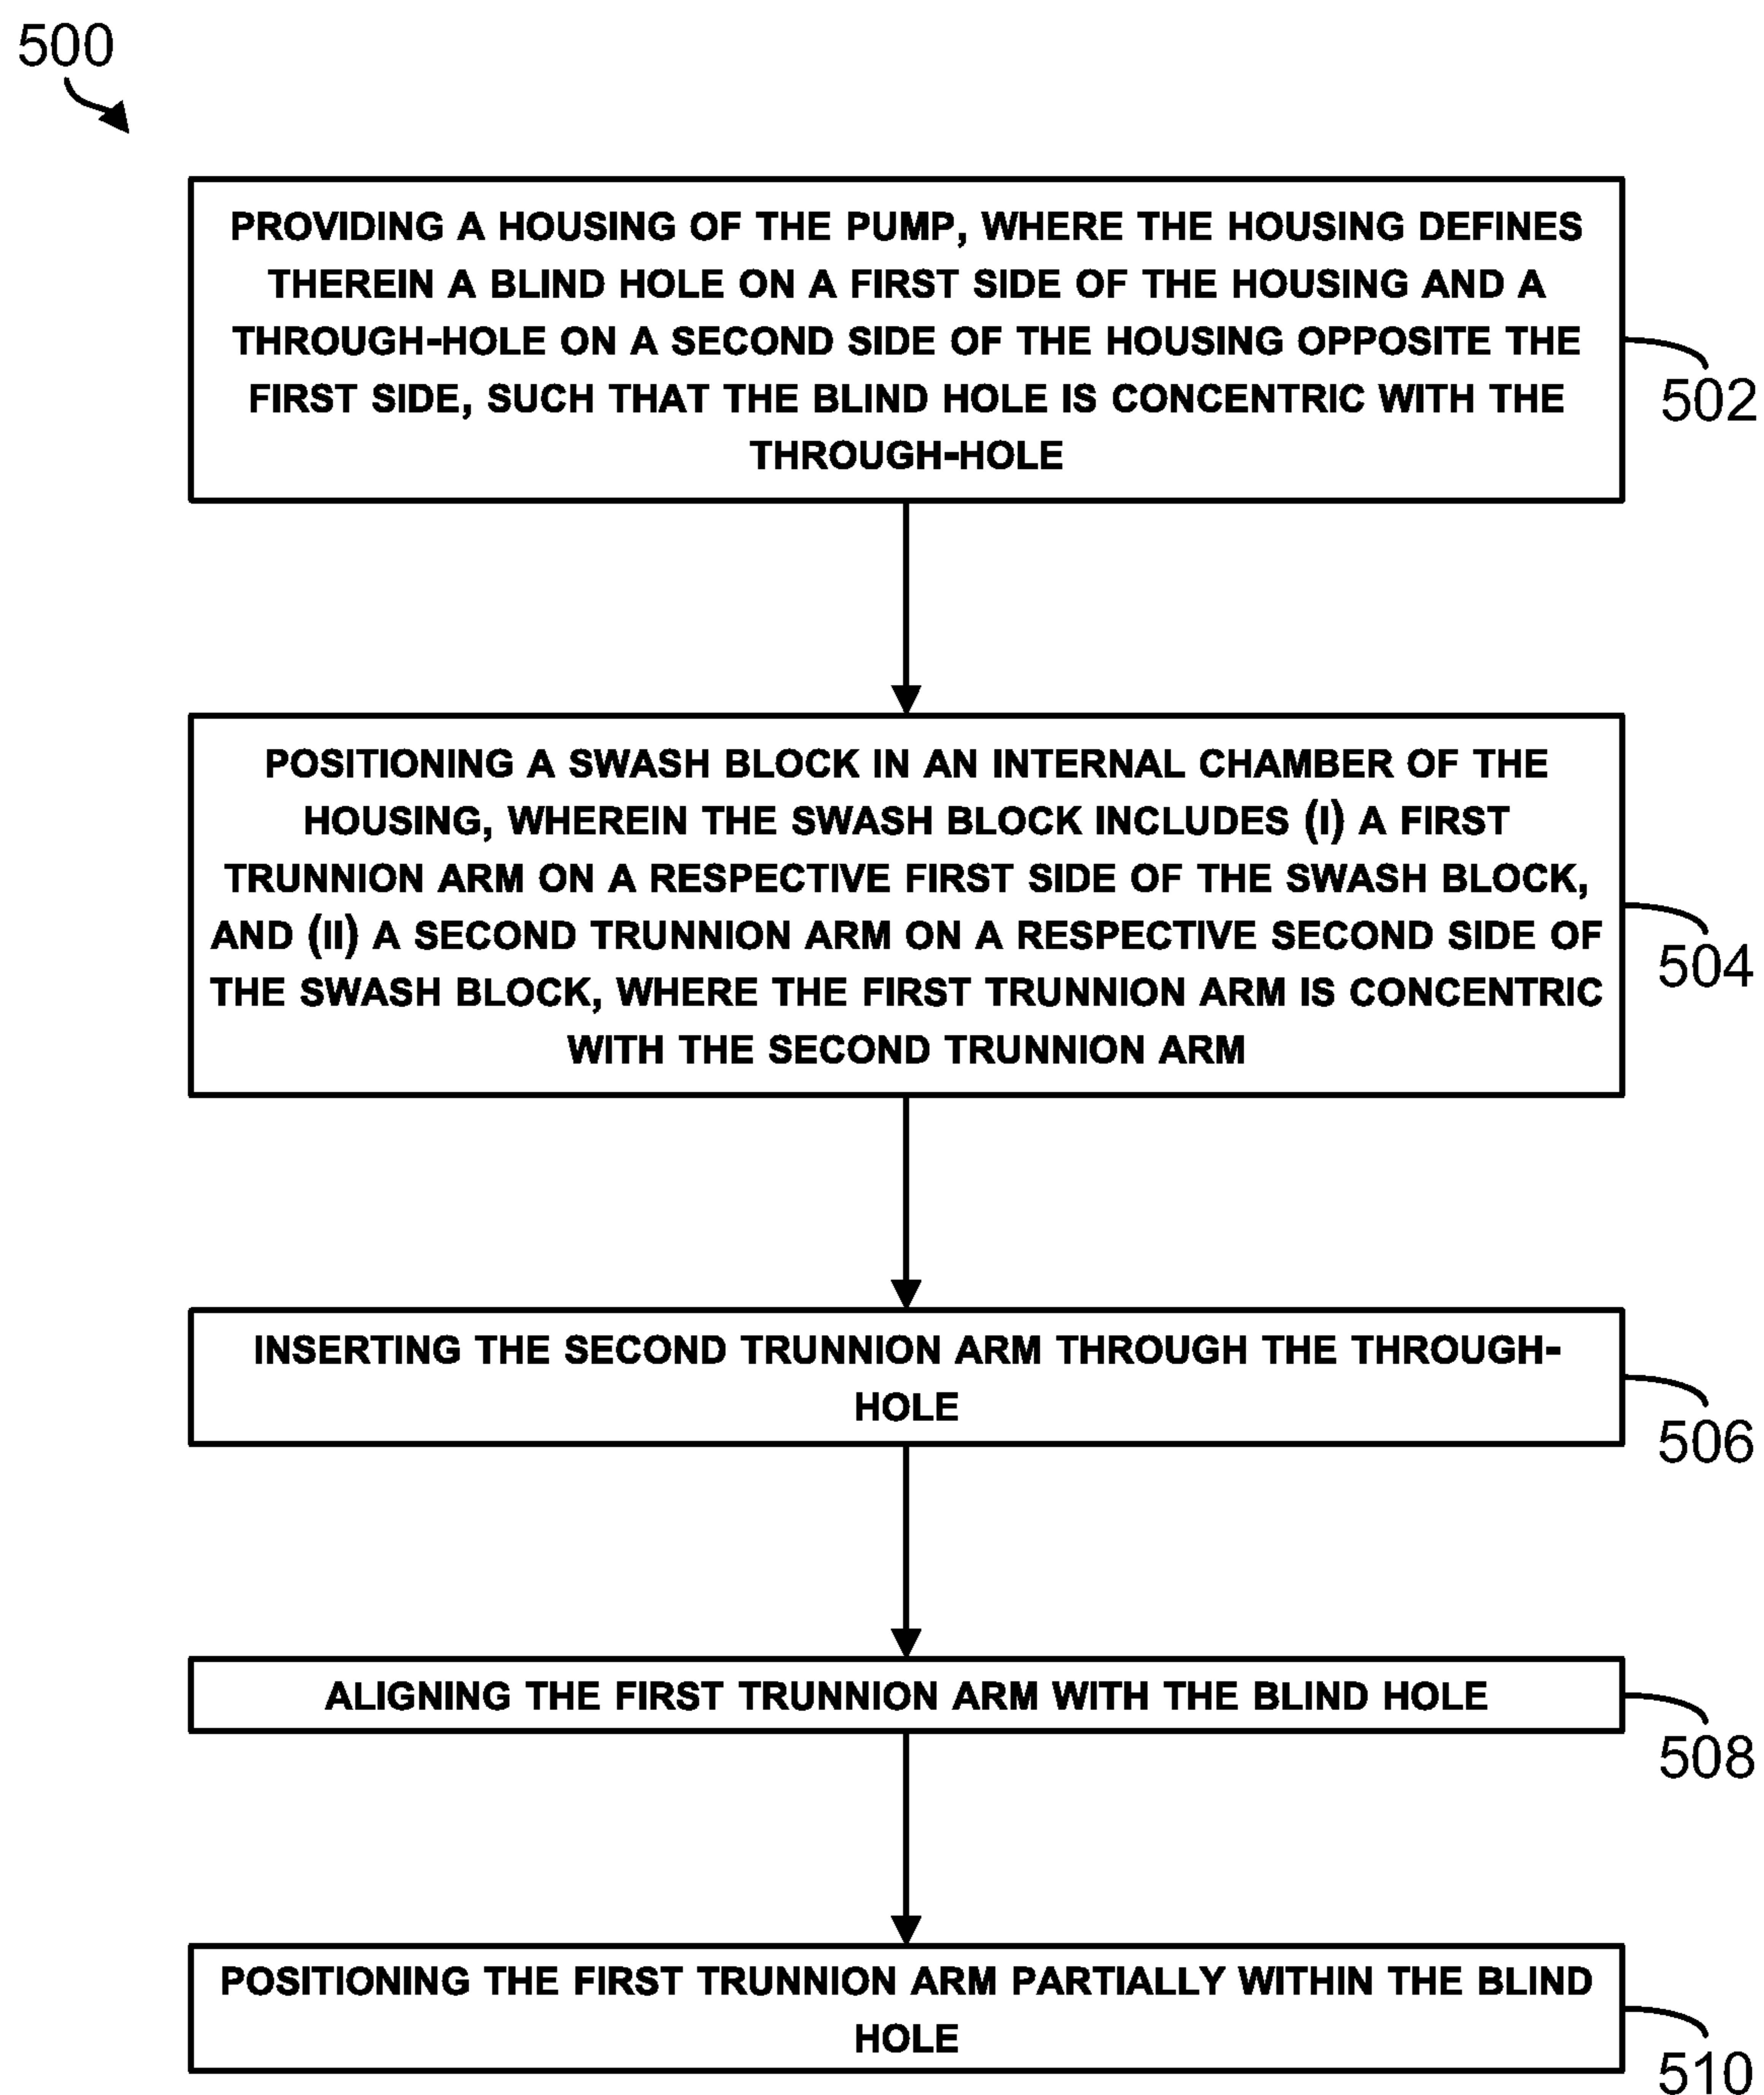 500
PROVIDING A HOUSING OF THE PUMP, WHERE THE HOUSING DEFINES
THEREIN A BLIND HOLE ON A FIRST SIDE OF THE HOUSING AND A
THROUGH-HOLE ON A SECOND SIDE OF THE HOUSING OPPOSITE THE
FIRST SIDE, SUCH THAT THE BLIND HOLE IS CONCENTRIC WITH THE
THROUGH-HOLE
502
POSITIONING A SWASH BLOCK IN AN INTERNAL CHAMBER OF THE
HOUSING, WHEREIN THE SWASH BLOCK INCLUDES (I) A FIRST
TRUNNION ARM ON A RESPECTIVE FIRST SIDE OF THE SWASH BLOCK,
AND (II) A SECOND TRUNNION ARM ON A RESPECTIVE SECOND SIDE OF
THE SWASH BLOCK, WHERE THE FIRST TRUNNION ARM IS CONCENTRIC
WITH THE SECOND TRUNNION ARM
504
INSERTING THE SECOND TRUNNION ARM THROUGH THE THROUGH-
HOLE
506
ALIGNING THE FIRST TRUNNION ARM WITH THE BLIND HOLE
508
POSITIONING THE FIRST TRUNNION ARM PARTIALLY WITHIN THE BLIND
HOLE
510